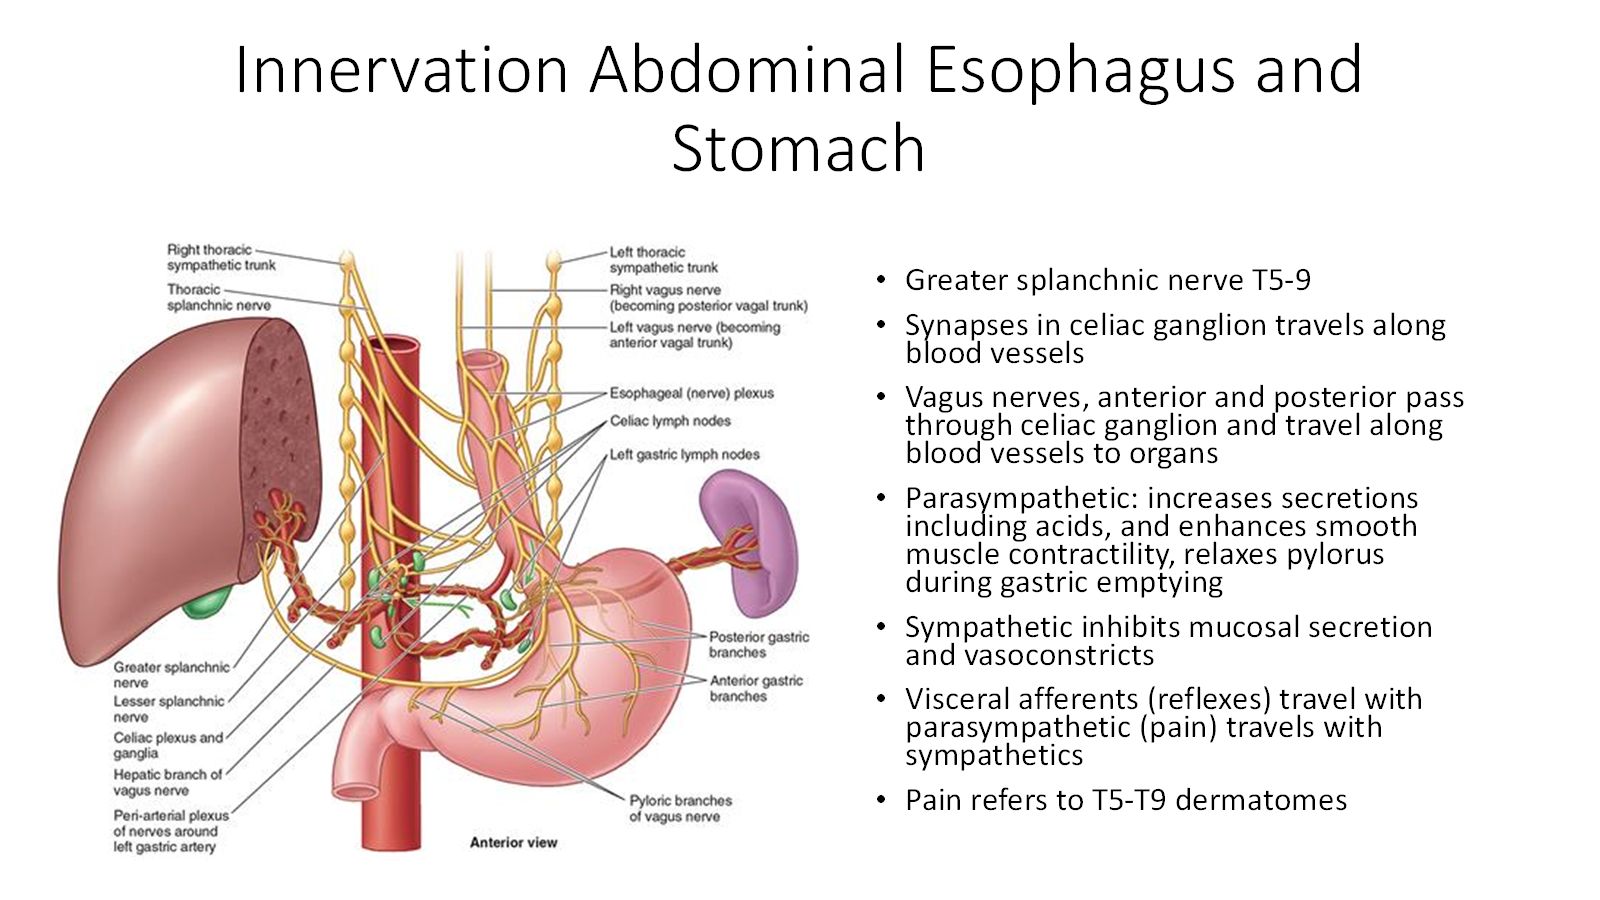 Innervation Abdominal Esophagus and
Stomach
Right thoracic
sympathetic trunk
Thoracic
splanchnic nerve
Left thoracic
sympathetic trunk
Right vagus nerve
(becoming posterior vagal trunk)
Left vagus nerve (becoming
anterior vagal trunk)
Esophageal (nerve) plexus
Celiac lymph nodes
Left gastric lymph nodes
Posterior gastric
branches
Anterior gastric
branches
Greater splanchnic
nerve
Lesser splanchnic
nerve
Celiac plexus and
ganglia
Hepatic branch of
vagus nerve
Peri-arterial plexus
of nerves around
left gastric artery
Pyloric branches
of vagus nerve
Anterior view
• Greater splanchnic nerve T5-9
• Synapses in celiac ganglion travels along
blood vessels
• Vagus nerves, anterior and posterior pass
through celiac ganglion and travel along
blood vessels to organs
• Parasympathetic: increases secretions
including acids, and enhances smooth
muscle contractility, relaxes pylorus
during gastric emptying
• Sympathetic inhibits mucosal secretion
and vasoconstricts
• Visceral afferents (reflexes) travel with
parasympathetic (pain) travels with
sympathetics
• Pain refers to T5-T9 dermatomes